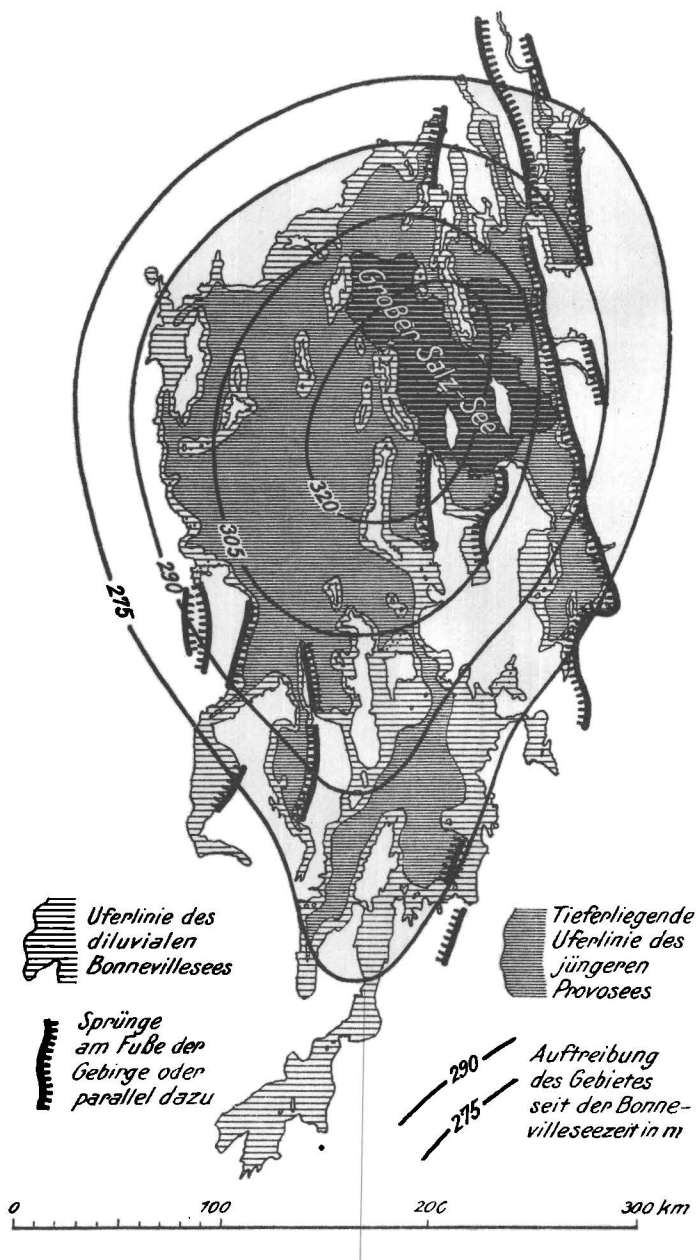 Großer Salz-See
320
305
290
275
Uferlinie des
diluvialen
Bonnevillesees
Tieferliegende
Uferlinie des
jüngeren
Provosees
Sprünge
am Fuße der
Gebirge oder
parallel dazu
290
275
Auftreibung
des Gebietes
seit der Bonne-
villeseezeit in m
0 100 200 300 km